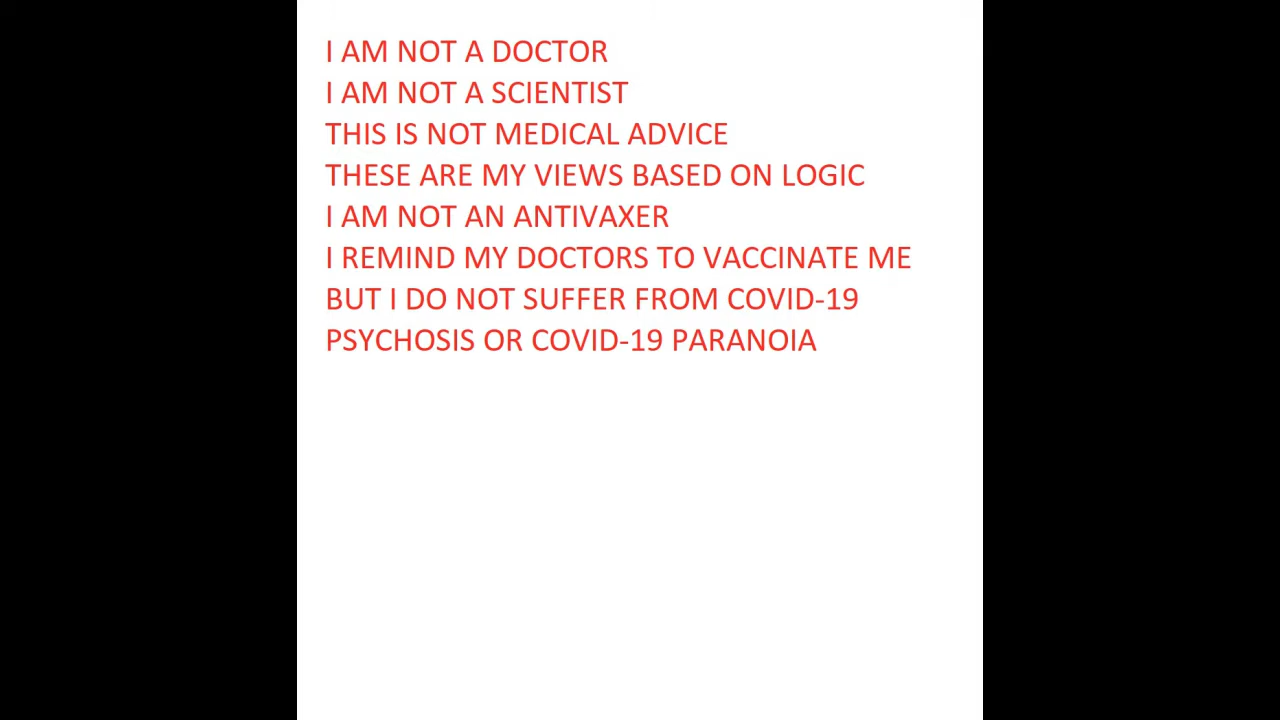 I AM NOT A DOCTOR
I AM NOT A SCIENTIST
THIS IS NOT MEDICAL ADVICE
THESE ARE MY VIEWS BASED ON LOGIC
I AM NOT AN ANTIVAXER
I REMIND MY DOCTORS TO VACCINATE ME
BUT I DO NOT SUFFER FROM COVID-19
PSYCHOSIS OR COVID-19 PARANOIA